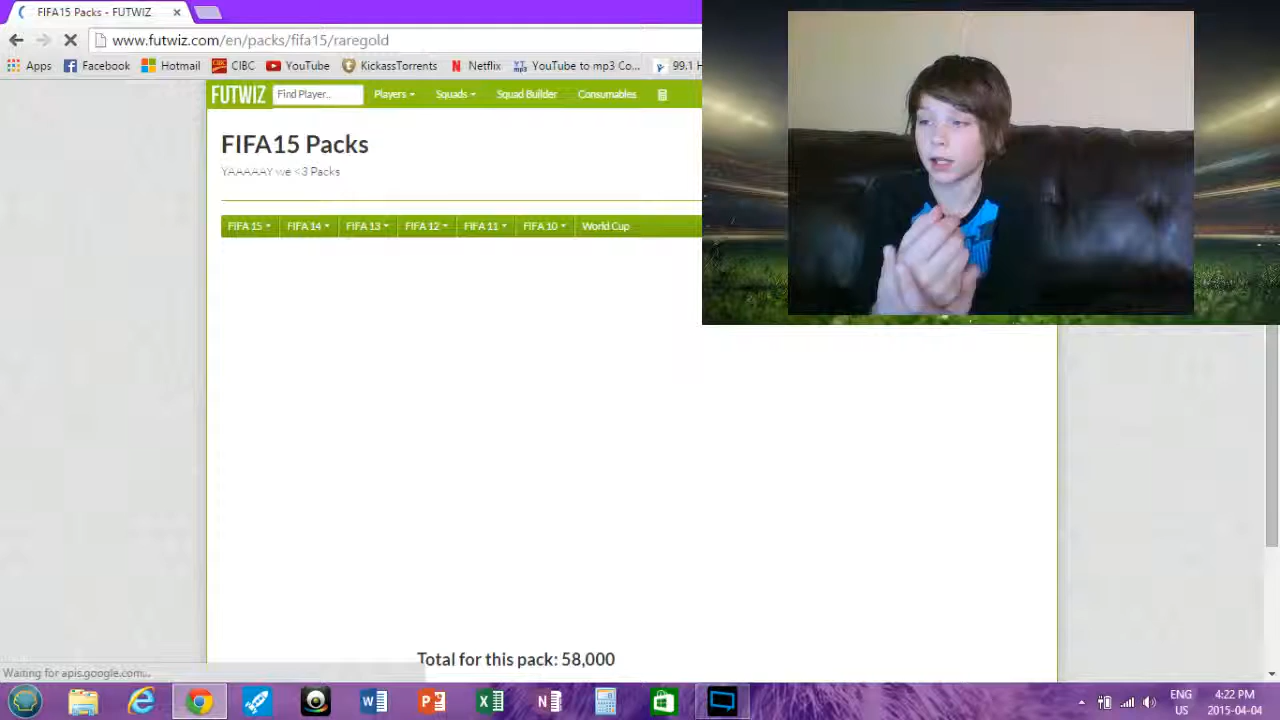 FIFA15 Packs - FUTWIZ
www.futwiz.com/en/packs/fifa15/raregold
Apps Facebook Hotmail CIBC YouTube KickassTorrents Netflix YouTube to mp3 Co... 99.1 H
FUTWIZ Find Player.. Players Squads Squad Builder Consumables
FIFA15 Packs
YAAAAAY we <3 Packs
FIFA 15 FIFA 14 FIFA 13 FIFA 12 FIFA 11 FIFA 10 World Cup
Total for this pack: 58,000
Waiting for apis.google.com...
ENG 4:22 PM
US 2015-04-04